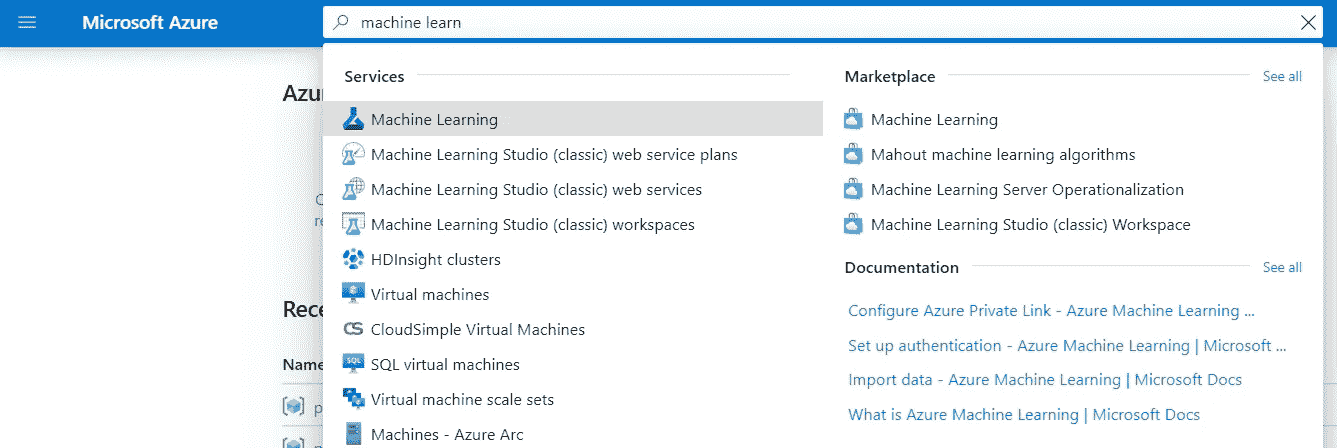 Microsoft Azure
machine learn
Services
Machine Learning
Machine Learning Studio (classic) web service plans
Machine Learning Studio (classic) web services
Machine Learning Studio (classic) workspaces
HDInsight clusters
Virtual machines
CS CloudSimple Virtual Machines
SQL SQL virtual machines
Virtual machine scale sets
Machines - Azure Arc
Marketplace See all
Machine Learning
Mahout machine learning algorithms
Machine Learning Server Operationalization
Machine Learning Studio (classic) Workspace
Documentation See all
Configure Azure Private Link - Azure Machine Learning ...
Set up authentication - Azure Machine Learning | Microsoft ...
Import data - Azure Machine Learning | Microsoft Docs
What is Azure Machine Learning | Microsoft Docs
Azu
Rece
Name